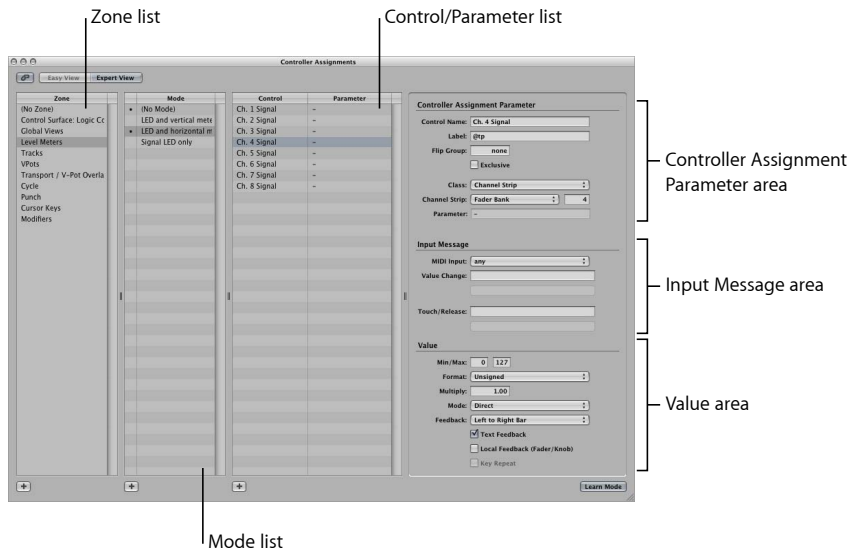 Zone list
Control/Parameter list
Controller Assignments
Easy View Expert View
Zone
(No Zone)
Control Surface: Logic Co
Global Views
Level Meters
Tracks
VPots
Transport / V-Pot Overla
Cycle
Punch
Cursor Keys
Modifiers
Mode
• (No Mode)
LED and vertical mete
• LED and horizontal m
Signal LED only
Control Parameter
Ch. 1 Signal –
Ch. 2 Signal –
Ch. 3 Signal –
Ch. 4 Signal –
Ch. 5 Signal –
Ch. 6 Signal –
Ch. 7 Signal –
Ch. 8 Signal –
Controller Assignment Parameter
Control Name: Ch. 4 Signal
Label: @tp
Flip Group: none
Exclusive
Class: Channel Strip
Channel Strip: Fader Bank 4
Parameter: –
Input Message
MIDI Input: any
Value Change:
Touch/Release:
Value
Min/Max: 0 127
Format: Unsigned
Multiply: 1.00
Mode: Direct
Feedback: Left to Right Bar
Text Feedback
Local Feedback (Fader/Knob)
Key Repeat
Learn Mode
Controller Assignment
Parameter area
Input Message area
Value area
Mode list